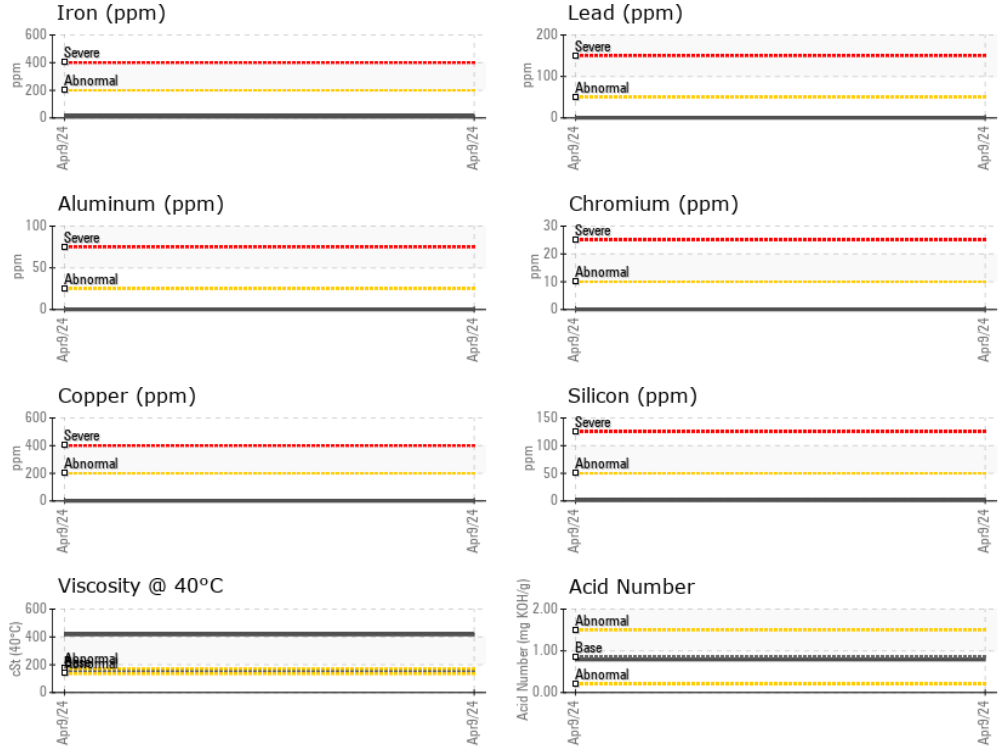 Iron (ppm)
600
400
200
0
ppm
Severe
Abnormal
Apr9/24
Apr9/24
Lead (ppm)
200
100
0
ppm
Severe
Abnormal
Apr9/24
Apr9/24
Aluminum (ppm)
100
50
0
ppm
Severe
Abnormal
Apr9/24
Apr9/24
Chromium (ppm)
30
20
10
0
ppm
Severe
Abnormal
Apr9/24
Apr9/24
Copper (ppm)
600
400
200
0
ppm
Severe
Abnormal
Apr9/24
Apr9/24
Silicon (ppm)
150
100
50
0
ppm
Severe
Abnormal
Apr9/24
Apr9/24
Viscosity @ 40°C
600
400
200
0
cSt (40°C)
Abnormal
Abnormal
Apr9/24
Apr9/24
Acid Number
2.00
1.00
0.00
Acid Number (mg KOH/g)
Abnormal
Base
Abnormal
Apr9/24
Apr9/24